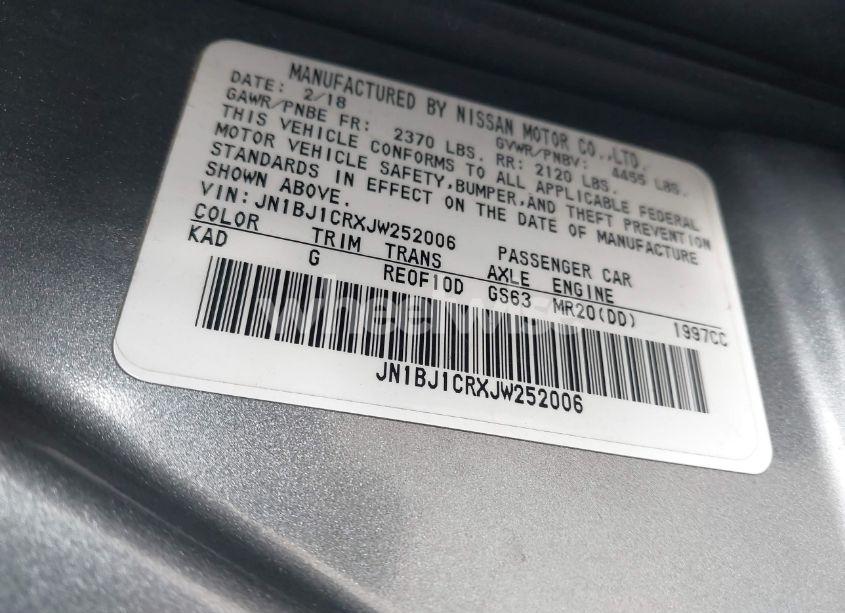 MANUFACTURED BY NISSAN MOTOR CO.,LTD.
DATE: 2/18 GVWR/PNBV: 4455 LBS.
GAWR/PNBE FR: 2370 LBS. RR: 2120 LBS.
THIS VEHICLE CONFORMS TO ALL APPLICABLE FEDERAL
MOTOR VEHICLE SAFETY,BUMPER,AND THEFT PREVENTION
STANDARDS IN EFFECT ON THE DATE OF MANUFACTURE
SHOWN ABOVE.
VIN:JN1BJ1CRXJW252006 PASSENGER CAR
COLOR TRIM TRANS AXLE ENGINE
KAD G RE0F10D GS63 MR20(DD) 1997CC
wheelwise
JN1BJ1CRXJW252006